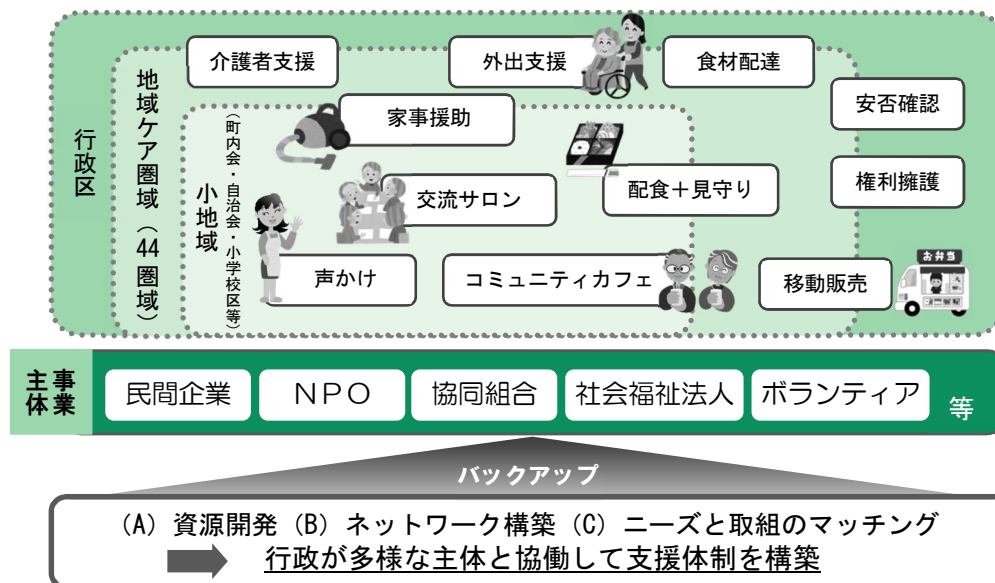 行政区
地域ケア圏域（44圏域）
小地域
（町内会・自治会・小学校区等）
介護者支援
外出支援
食材配達
家事援助
安否確認
交流サロン
配食＋見守り
権利擁護
声かけ
コミュニティカフェ
移動販売
お弁当
事業主体
民間企業
NPO
協同組合
社会福祉法人
ボランティア
等
バックアップ
(A) 資源開発 (B) ネットワーク構築 (C) ニーズと取組のマッチング
行政が多様な主体と協働して支援体制を構築